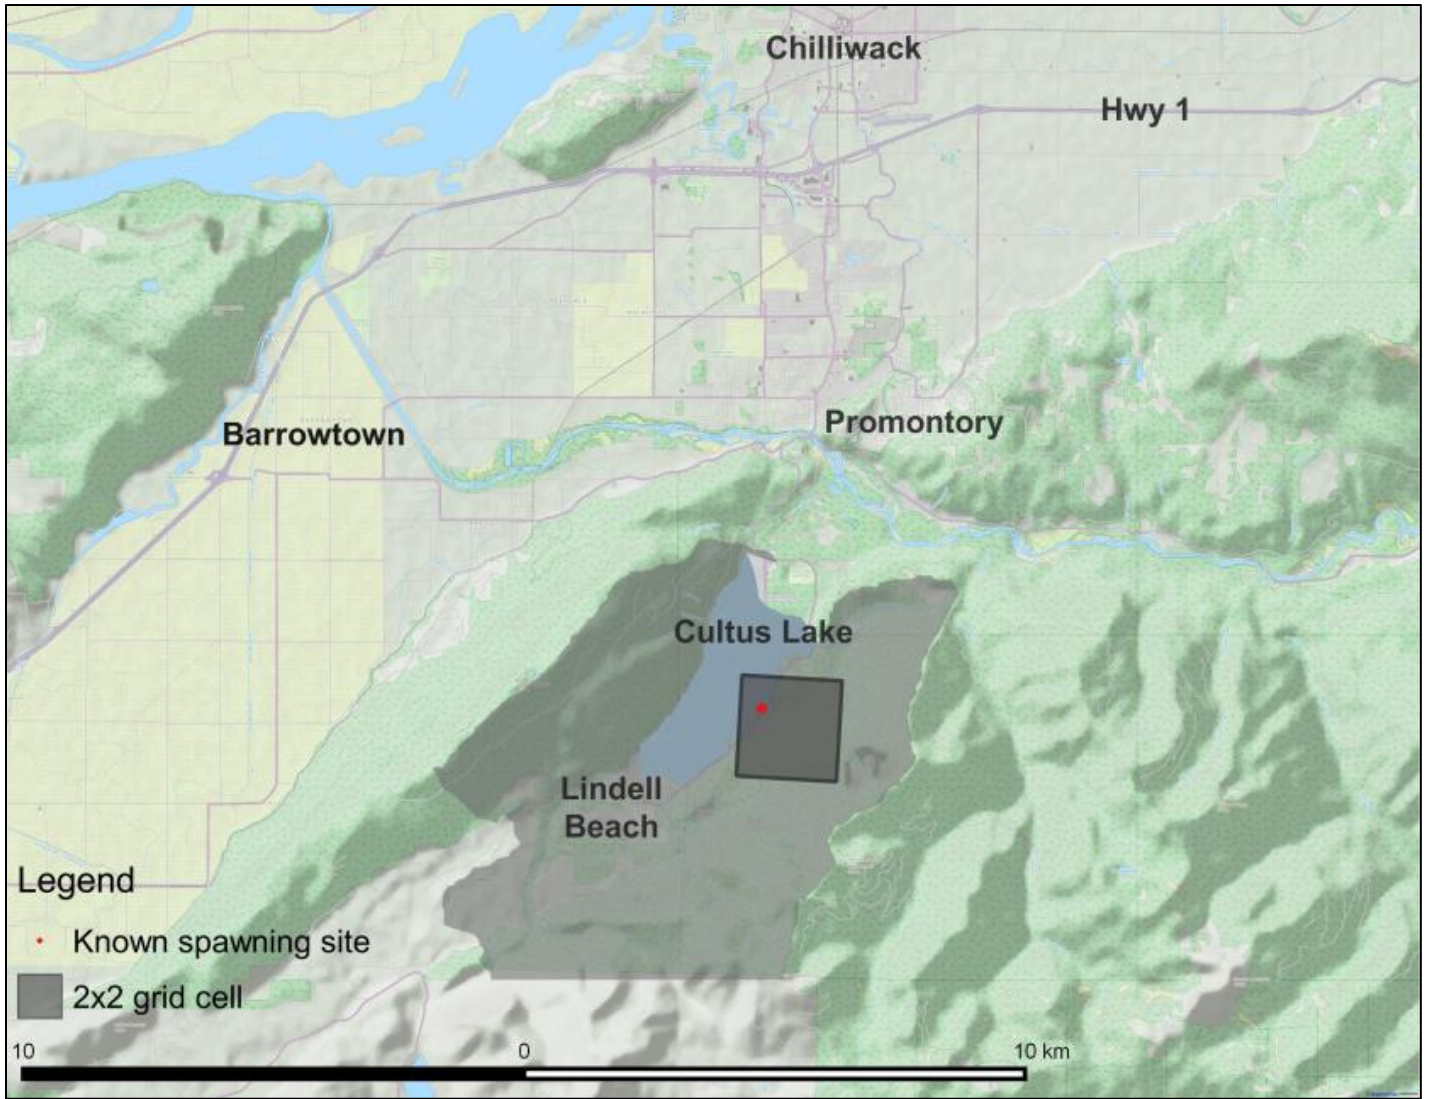 Chilliwack
Hwy 1
Promontory
Barrowtown
Cultus Lake
Lindell
Beach
Legend
Known spawning site
2x2 grid cell
10 0 10 km